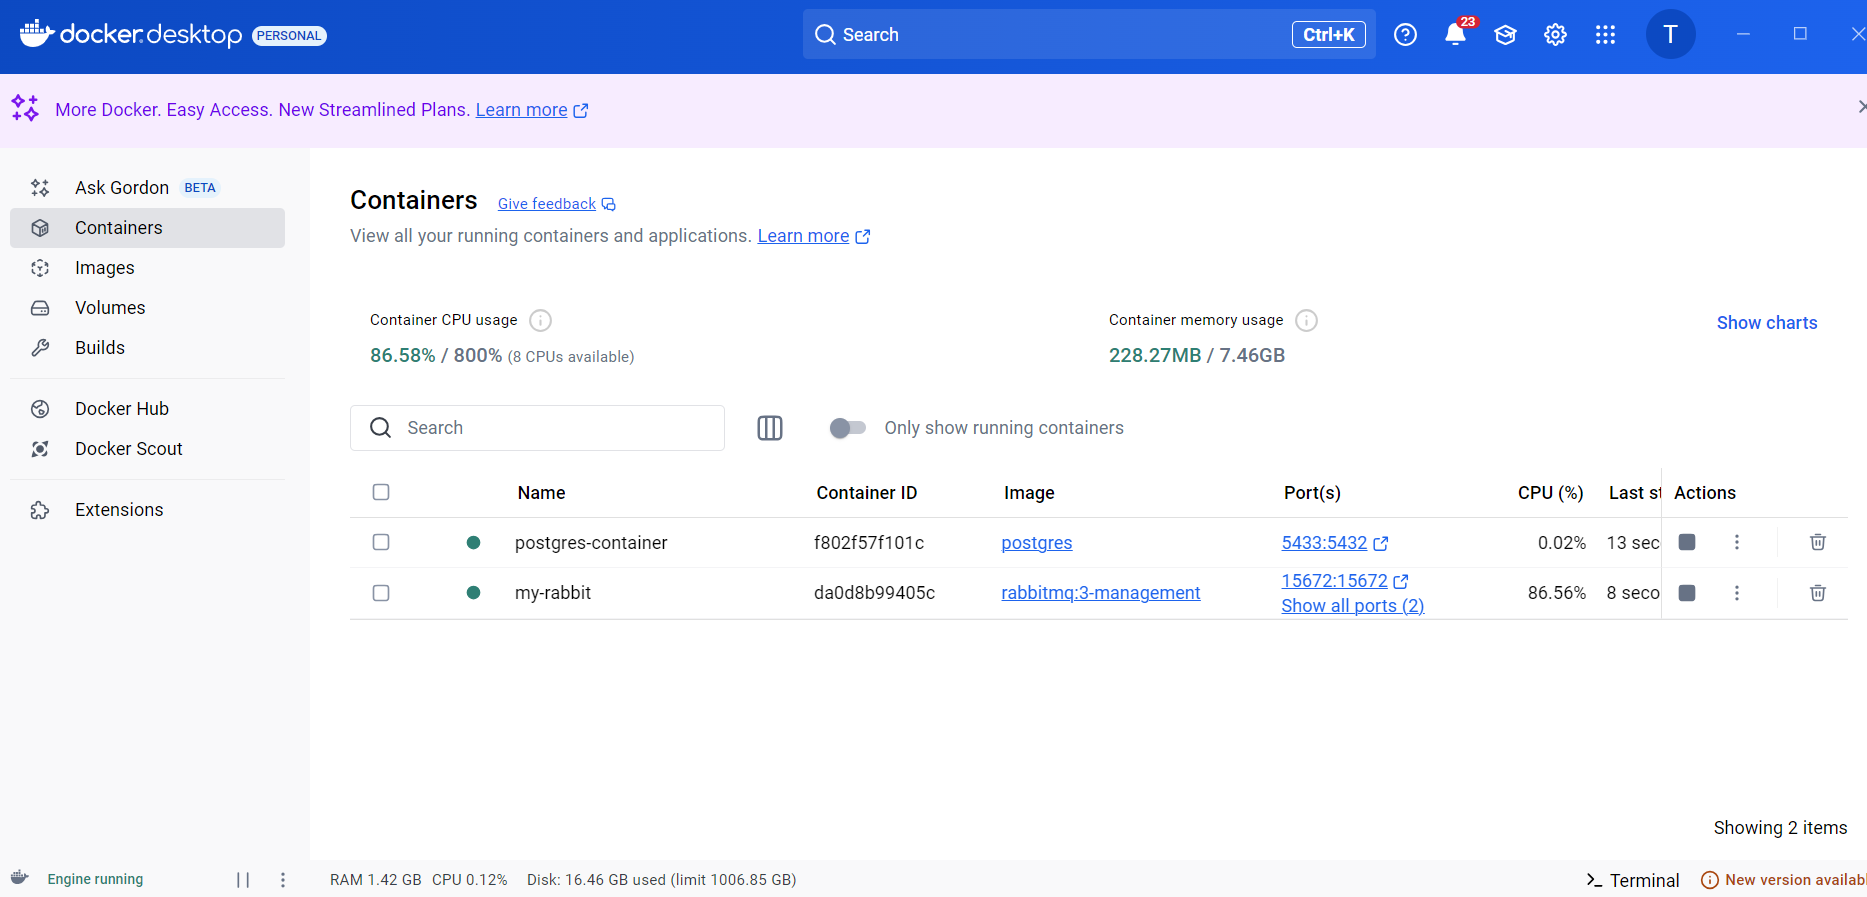 docker.desktop PERSONAL
Search Ctrl+K 23 T
More Docker. Easy Access. New Streamlined Plans. Learn more
Ask Gordon BETA
Containers
Images
Volumes
Builds
Docker Hub
Docker Scout
Extensions
Containers Give feedback
View all your running containers and applications. Learn more
Container CPU usage
86.58% / 800% (8 CPUs available)
Container memory usage
228.27MB / 7.46GB
Show charts
Search
Only show running containers
Name Container ID Image Port(s) CPU (%) Last st Actions
postgres-container f802f57f101c postgres 5433:5432 0.02% 13 sec
my-rabbit da0d8b99405c rabbitmq:3-management 15672:15672 86.56% 8 seco
Show all ports (2)
Showing 2 items
Engine running RAM 1.42 GB CPU 0.12% Disk: 16.46 GB used (limit 1006.85 GB) Terminal New version availab